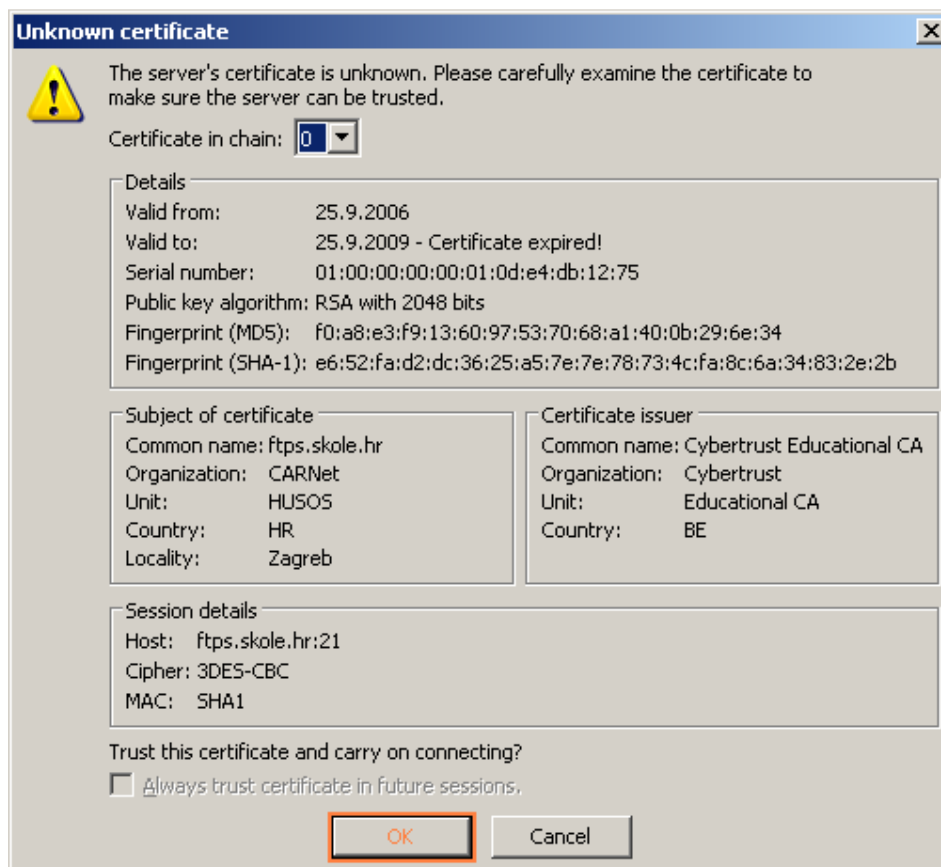 Unknown certificate
The server's certificate is unknown. Please carefully examine the certificate to
make sure the server can be trusted.
Certificate in chain: 0
Details
Valid from: 25.9.2006
Valid to: 25.9.2009 - Certificate expired!
Serial number: 01:00:00:00:00:01:0d:e4:db:12:75
Public key algorithm: RSA with 2048 bits
Fingerprint (MD5): f0:a8:e3:f9:13:60:97:53:70:68:a1:40:0b:29:6e:34
Fingerprint (SHA-1): e6:52:fa:d2:dc:36:25:a5:7e:7e:78:73:4c:fa:8c:6a:34:83:2e:2b
Subject of certificate
Common name: ftps.skole.hr
Organization: CARNet
Unit: HUSOS
Country: HR
Locality: Zagreb
Certificate issuer
Common name: Cybertrust Educational CA
Organization: Cybertrust
Unit: Educational CA
Country: BE
Session details
Host: ftps.skole.hr:21
Cipher: 3DES-CBC
MAC: SHA1
Trust this certificate and carry on connecting?
Always trust certificate in future sessions.
OK
Cancel